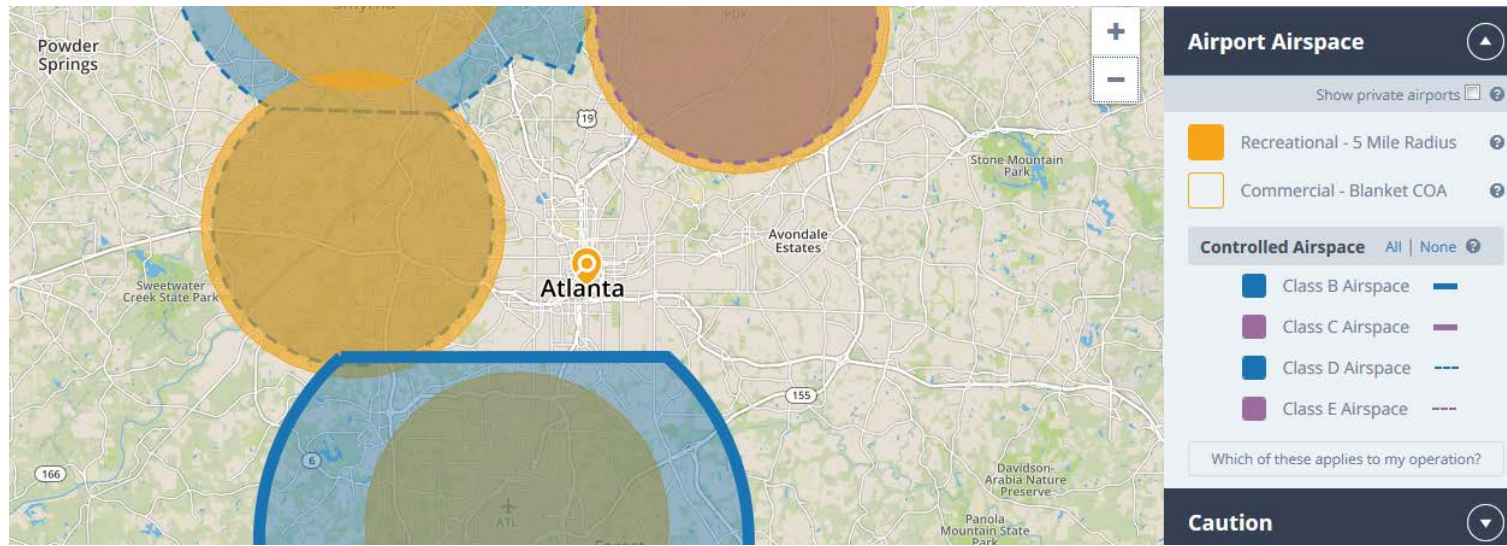 Smyrna
PDK
Powder
Springs
19
Stone Mountain
Park
Avondale
Estates
Sweetwater
Creek State Park
Atlanta
155
6
166
ATL
Forest
Davidson-
Arabia Nature
Preserve
Panola
Mountain State
Park
+
−
Airport Airspace
Show private airports ?
Recreational - 5 Mile Radius ?
Commercial - Blanket COA ?
Controlled Airspace All | None ?
Class B Airspace
Class C Airspace
Class D Airspace
Class E Airspace
Which of these applies to my operation?
Caution